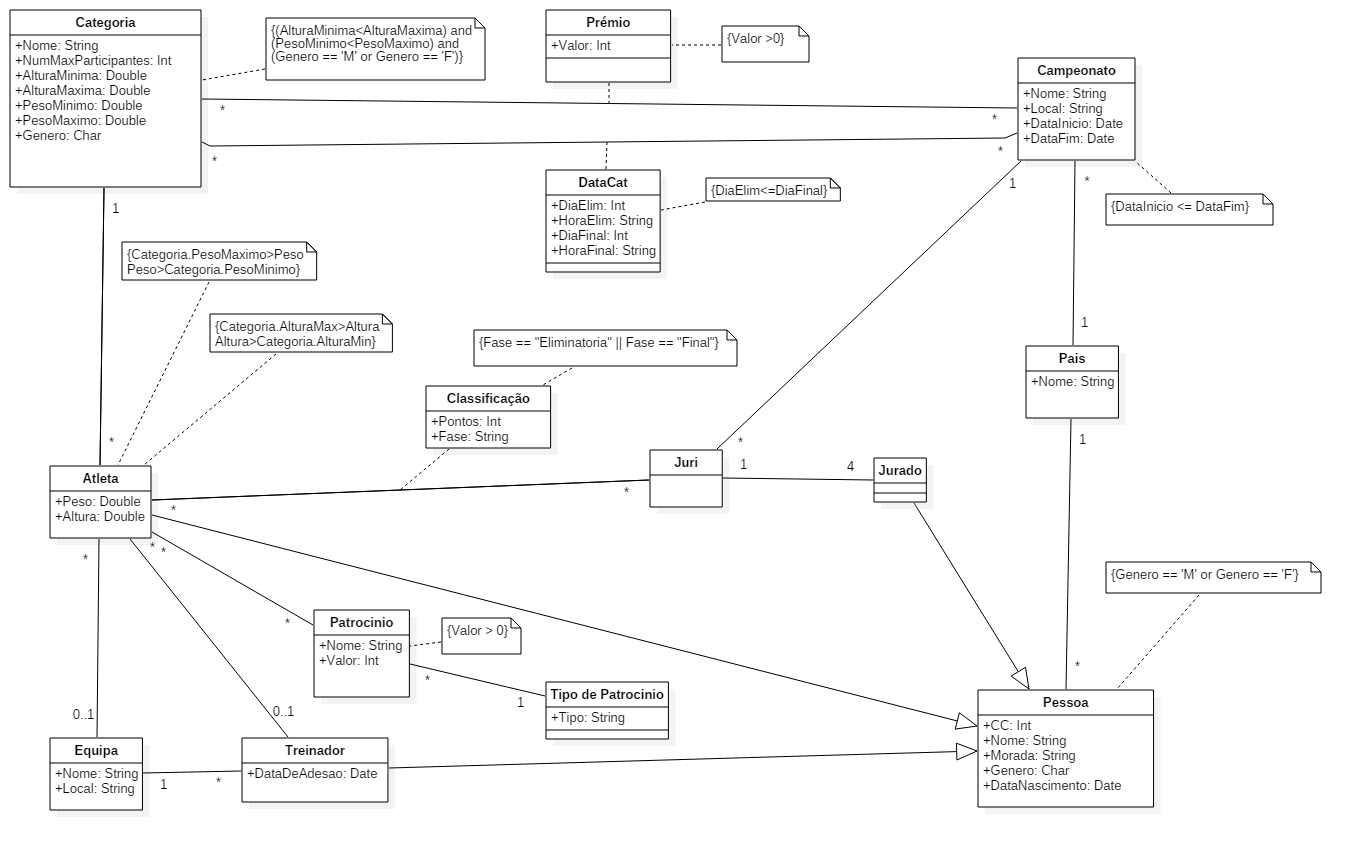 Categoria
+Nome: String
+NumMaxParticipantes: Int
+AlturaMinima: Double
+AlturaMaxima: Double
+PesoMinimo: Double
+PesoMaximo: Double
+Genero: Char
{(AlturaMinima<AlturaMaxima) and
(PesoMinimo<PesoMaximo) and
(Genero == 'M' or Genero == 'F')}
Prémio
+Valor: Int
{Valor >0}
Campeonato
+Nome: String
+Local: String
+DataInicio: Date
+DataFim: Date
*
*
*
*
DataCat
+DiaElim: Int
+HoraElim: String
+DiaFinal: Int
+HoraFinal: String
{DiaElim<=DiaFinal}
1
*
{DataInicio <= DataFim}
1
{Categoria.PesoMaximo>Peso
Peso>Categoria.PesoMinimo}
{Categoria.AlturaMax>Altura
Altura>Categoria.AlturaMin}
{Fase == "Eliminatoria" || Fase == "Final"}
1
Pais
+Nome: String
1
Classificação
+Pontos: Int
+Fase: String
*
*
Atleta
+Peso: Double
+Altura: Double
Juri
1
4
Jurado
*
*
*
*
*
{Genero == 'M' or Genero == 'F'}
*
Patrocinio
+Nome: String
+Valor: Int
{Valor > 0}
*
1
Tipo de Patrocinio
+Tipo: String
*
Pessoa
+CC: Int
+Nome: String
+Morada: String
+Genero: Char
+DataNascimento: Date
0..1
0..1
Equipa
+Nome: String
+Local: String
1
*
Treinador
+DataDeAdesao: Date